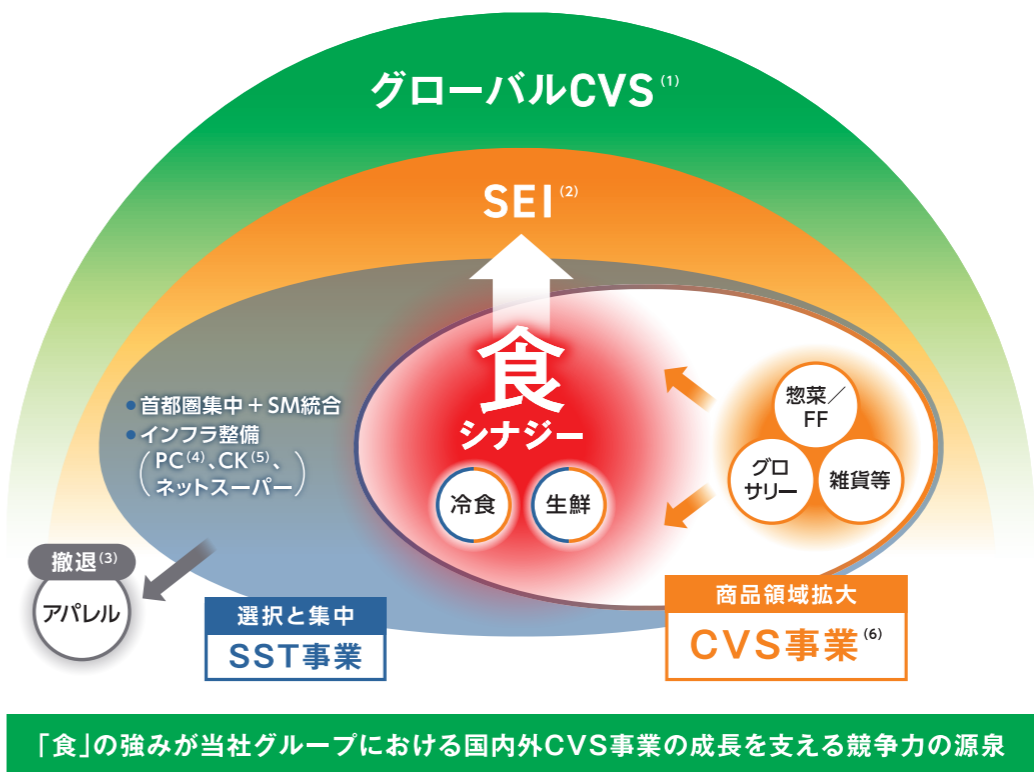 グローバルCVS(1)
SEI(2)
食
シナジー
冷食
生鮮
惣菜／
FF
グロ
サリー
雑貨等
●首都圏集中＋SM統合
●インフラ整備
（PC(4)、CK(5)、
ネットスーパー）
撤退(3)
アパレル
選択と集中
SST事業
商品領域拡大
CVS事業(6)
「食」の強みが当社グループにおける国内外CVS事業の成長を支える競争力の源泉